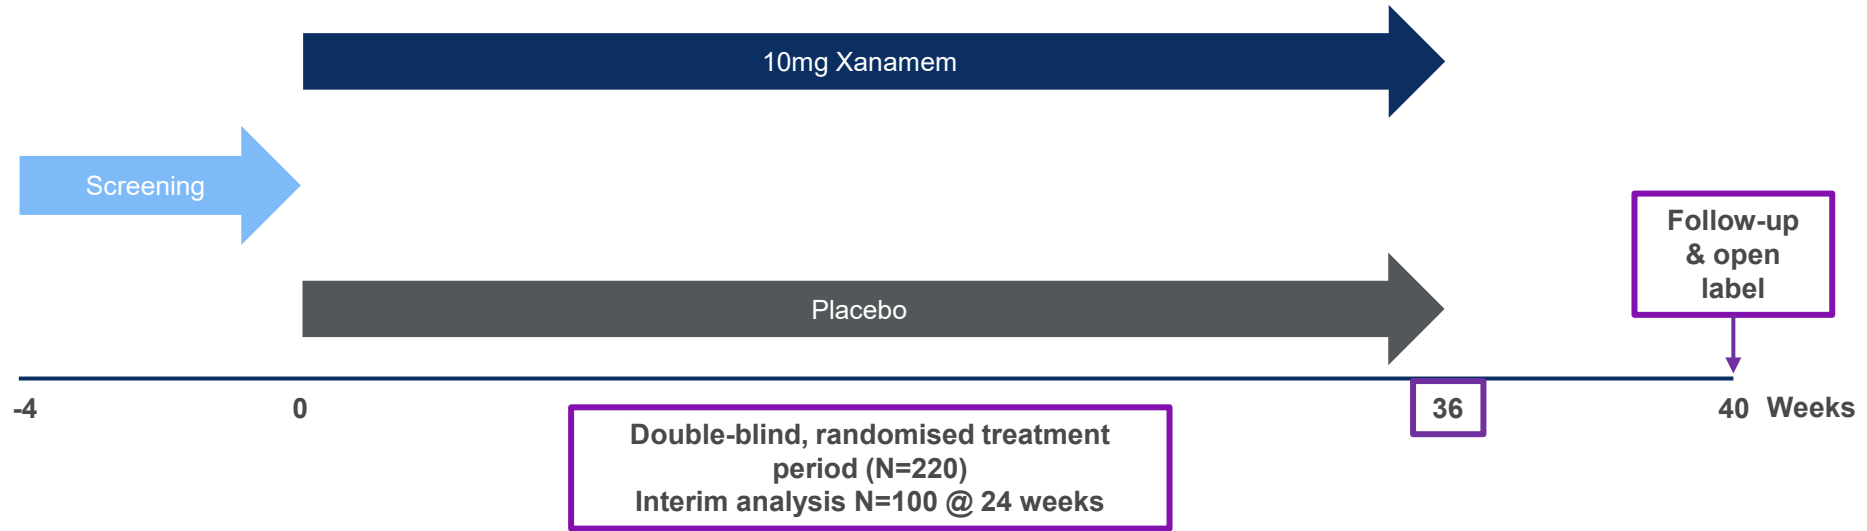 10mg Xanamem
Screening
Placebo
Follow-up
& open
label
-4
0
36
40
Weeks
Double-blind, randomised treatment
period (N=220)
Interim analysis N=100 @ 24 weeks